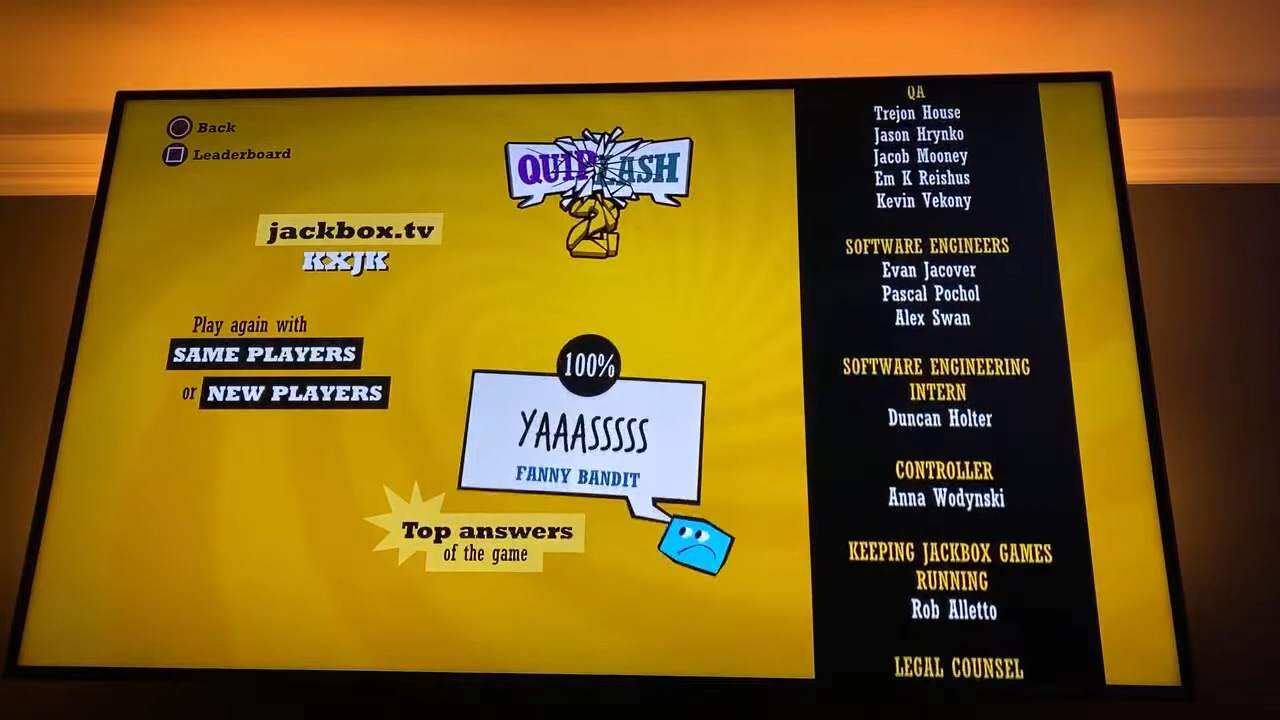 Back
Leaderboard
QUIPLASH
2
jackbox.tv
KXJK
Play again with
SAME PLAYERS
or NEW PLAYERS
100%
YAAASSSSS
FANNY BANDIT
Top answers
of the game
QA
Trejon House
Jason Hrynko
Jacob Mooney
Em K Reishus
Kevin Vekony
SOFTWARE ENGINEERS
Evan Jacover
Pascal Pochol
Alex Swan
SOFTWARE ENGINEERING
INTERN
Duncan Holter
CONTROLLER
Anna Wodynski
KEEPING JACKBOX GAMES
RUNNING
Rob Alletto
LEGAL COUNSEL